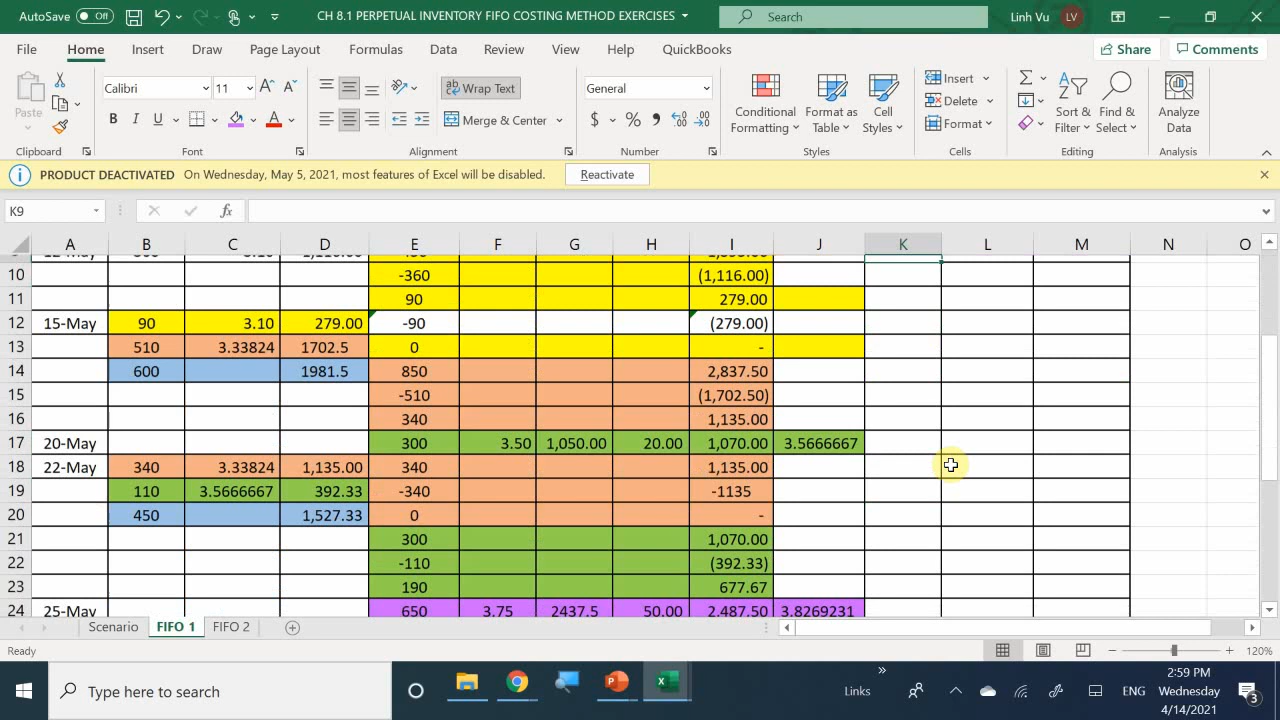 AutoSave Off CH 8.1 PERPETUAL INVENTORY FIFO COSTING METHOD EXERCISES Search Linh Vu LV
File Home Insert Draw Page Layout Formulas Data Review View Help QuickBooks Share Comments
Paste Calibri 11 Wrap Text General Conditional Formatting Format as Table Cell Styles Insert Sort & Filter Find & Select Analyze Data
B I U A Merge & Center $ % Delete
Format
Clipboard Font Alignment Number Styles Cells Editing Analysis
PRODUCT DEACTIVATED On Wednesday, May 5, 2021, most features of Excel will be disabled. Reactivate
K9 fx
A B C D E F G H I J K L M N O
10 -360 (1,116.00)
11 90 279.00
12 15-May 90 3.10 279.00 -90 (279.00)
13 510 3.33824 1702.5 0 -
14 600 1981.5 850 2,837.50
15 -510 (1,702.50)
16 340 1,135.00
17 20-May 300 3.50 1,050.00 20.00 1,070.00 3.5666667
18 22-May 340 3.33824 1,135.00 340 1,135.00
19 110 3.5666667 392.33 -340 -1135
20 450 1,527.33 0 -
21 300 1,070.00
22 -110 (392.33)
23 190 677.67
24 25-May 650 3.75 2437.5 50.00 2,487.50 3.8269231
Scenario FIFO 1 FIFO 2
Ready 120%
Type here to search Links ENG 2:59 PM
Wednesday
4/14/2021
3